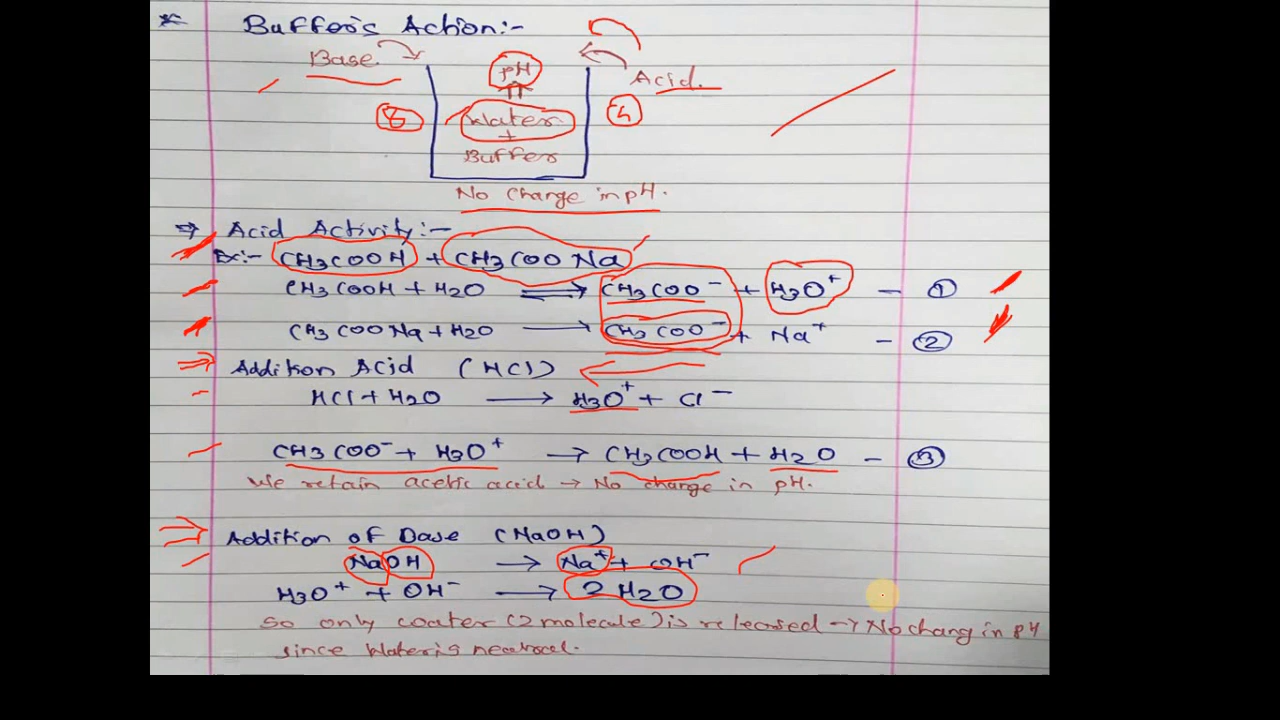 * Buffers Action:-
Base
pH
Acid.
8
Water
4
+
Buffer
No Change in pH.
⇒ Acid Activity:-
Ex:- CH3COOH + CH3COONa
CH3COOH + H2O ⇌ CH3COO⁻ + H3O⁺ - ①
CH3COONa + H2O → CH3COO⁻ + Na⁺ - ②
⇒ Addition Acid (HCl)
HCl + H2O → H3O⁺ + Cl⁻
CH3COO⁻ + H3O⁺ → CH3COOH + H2O - ③
We retain acetic acid → No change in pH.
⇒ Addition of Base (NaOH)
NaOH → Na⁺ + OH⁻
H3O⁺ + OH⁻ → 2H2O
So only water (2 molecule) is released → No chang in pH
since Water is neutral.